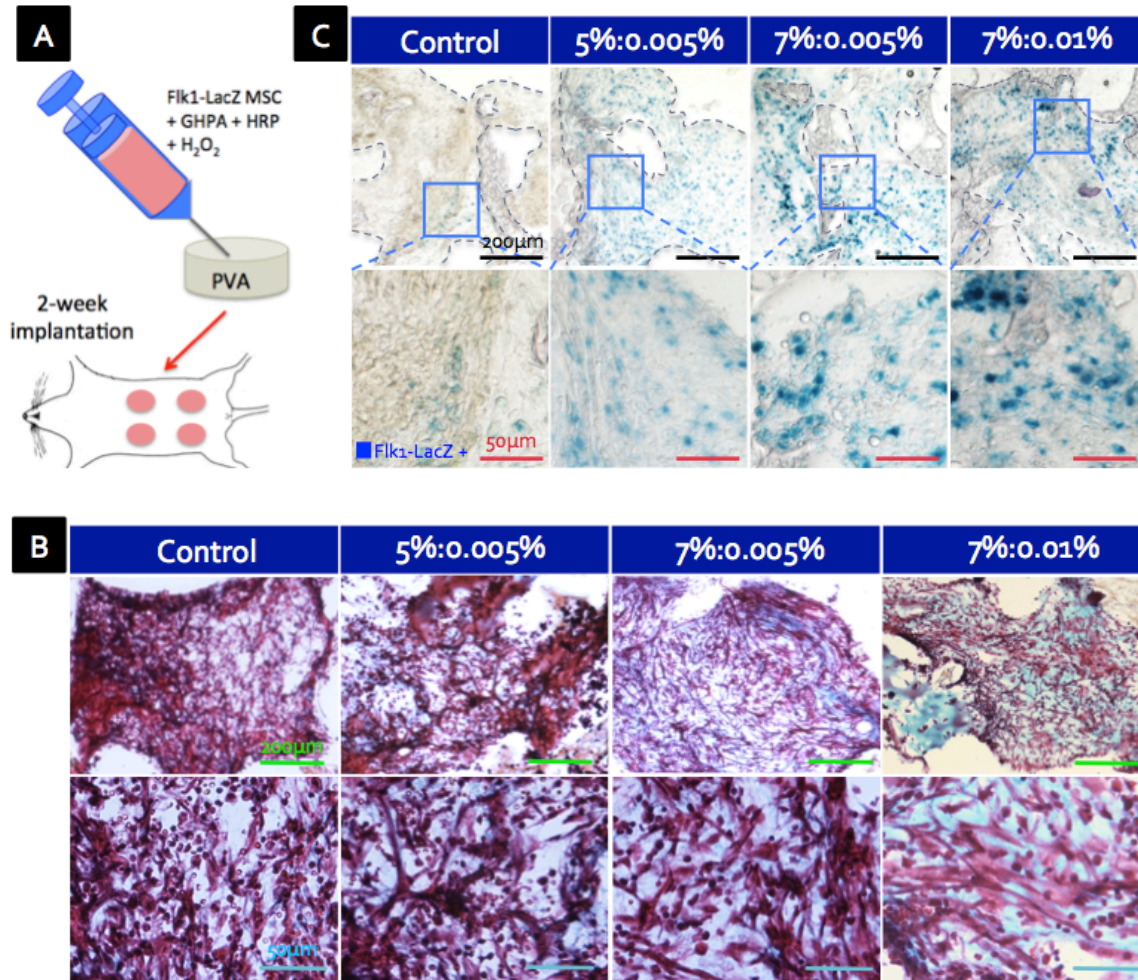 A
Flk1-LacZ MSC
+ GHPA + HRP
+ H₂O₂
PVA
2-week
implantation
C
Control 5%:0.005% 7%:0.005% 7%:0.01%
200µm
Flk1-LacZ +
50µm
B
Control 5%:0.005% 7%:0.005% 7%:0.01%
200µm
50µm